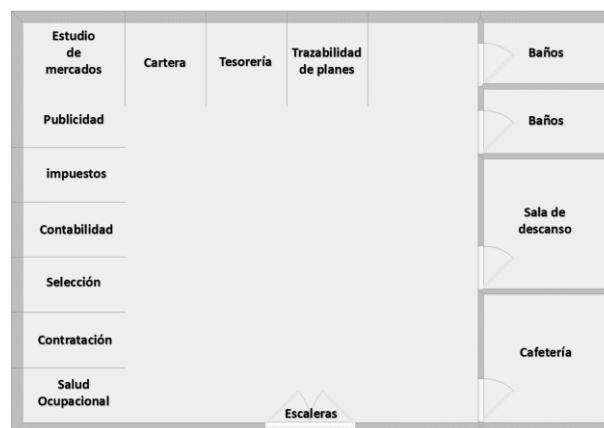 Estudio
de
mercados
Cartera
Tesorería
Trazabilidad
de planes
Baños
Publicidad
Baños
impuestos
Contabilidad
Sala de
descanso
Selección
Contratación
Cafetería
Salud
Ocupacional
Escaleras